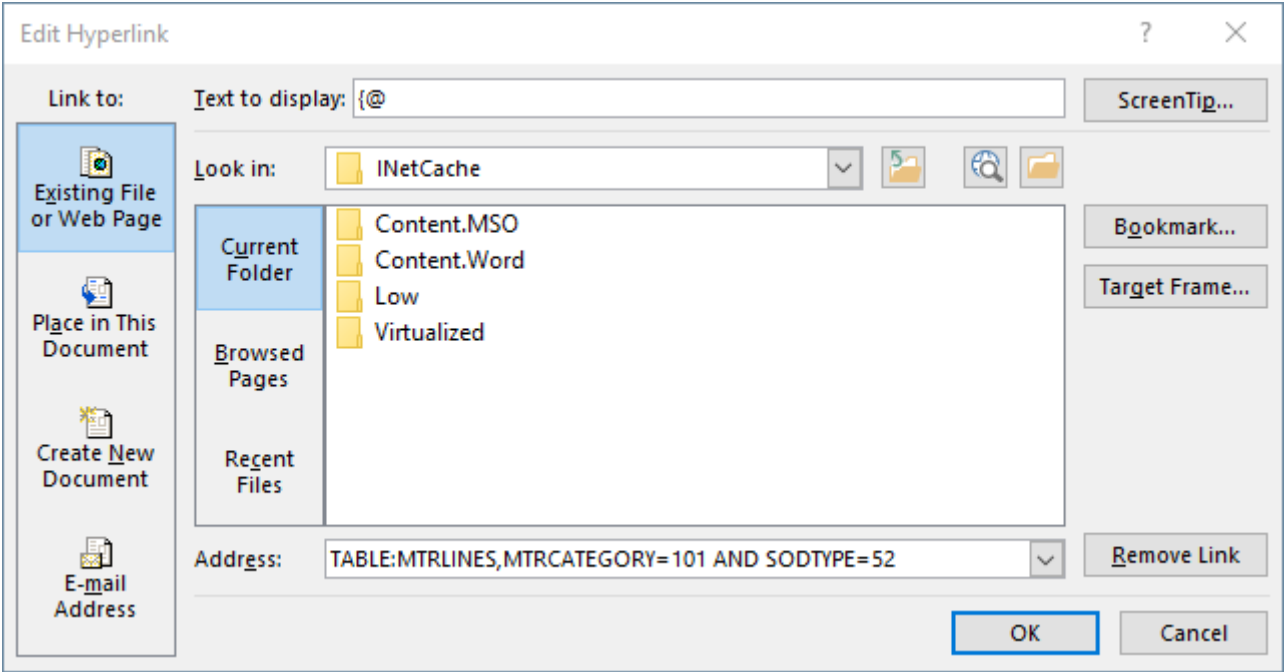 Edit Hyperlink
?
Link to:
Text to display: {@
ScreenTip...
Existing File
or Web Page
Look in: INetCache
Current
Folder
Content.MSO
Content.Word
Low
Virtualized
Bookmark...
Target Frame...
Place in This
Document
Browsed
Pages
Create New
Document
Recent
Files
E-mail
Address
Address: TABLE:MTRLINES,MTRCATEGORY=101 AND SODTYPE=52
Remove Link
OK
Cancel